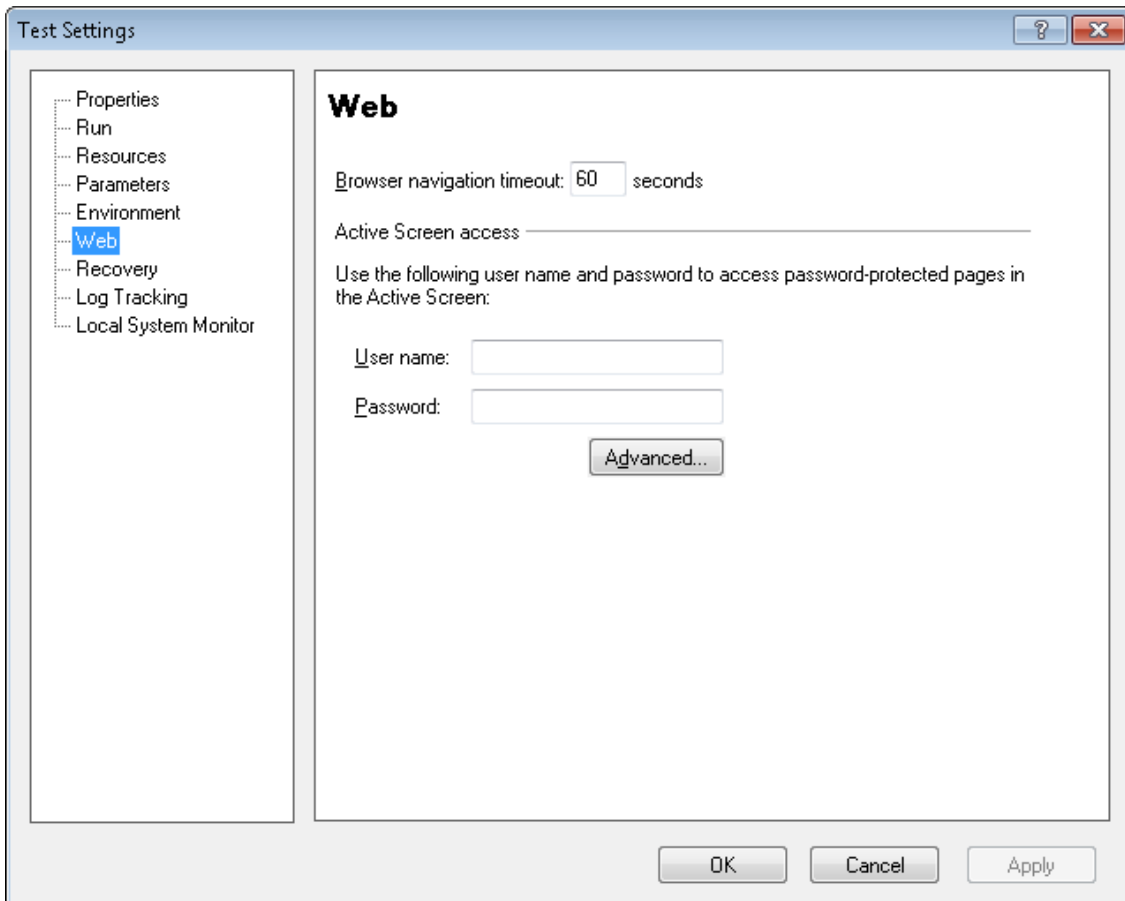 Test Settings
Properties
Run
Resources
Parameters
Environment
Web
Recovery
Log Tracking
Local System Monitor
Web
Browser navigation timeout: 60 seconds
Active Screen access
Use the following user name and password to access password-protected pages in
the Active Screen:
User name:
Password:
Advanced...
OK Cancel Apply